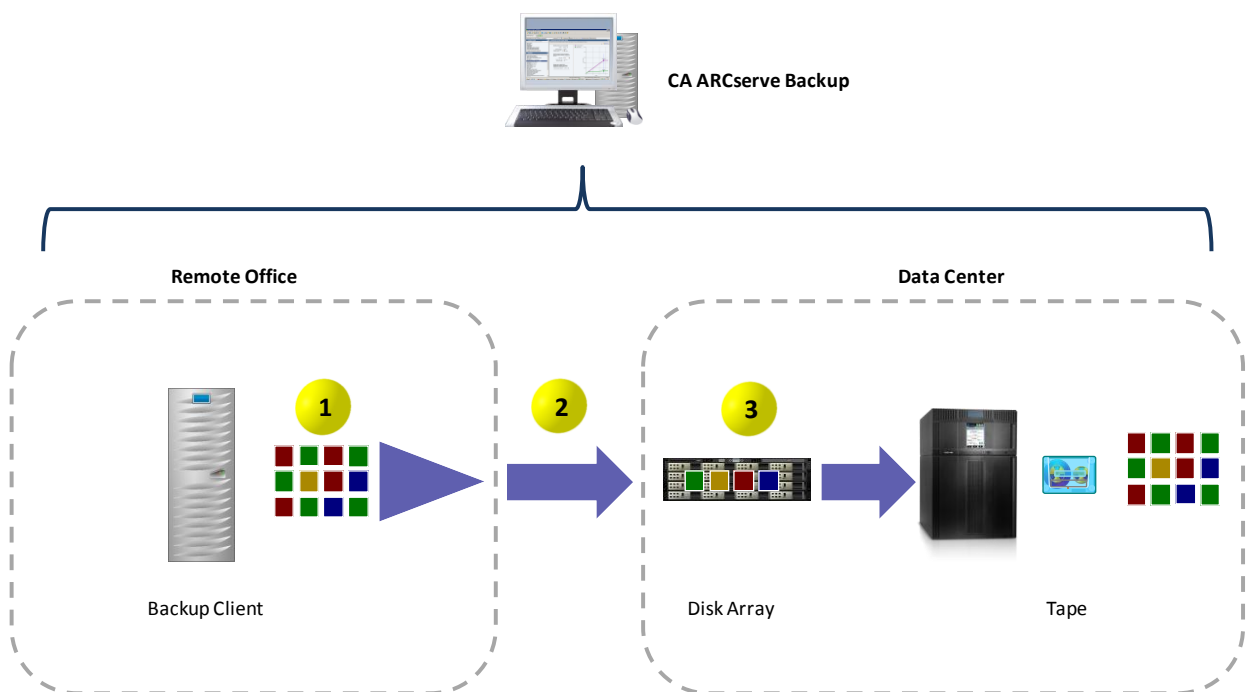 CA ARCserve Backup
Remote Office
Data Center
1
2
3
Backup Client
Disk Array
Tape